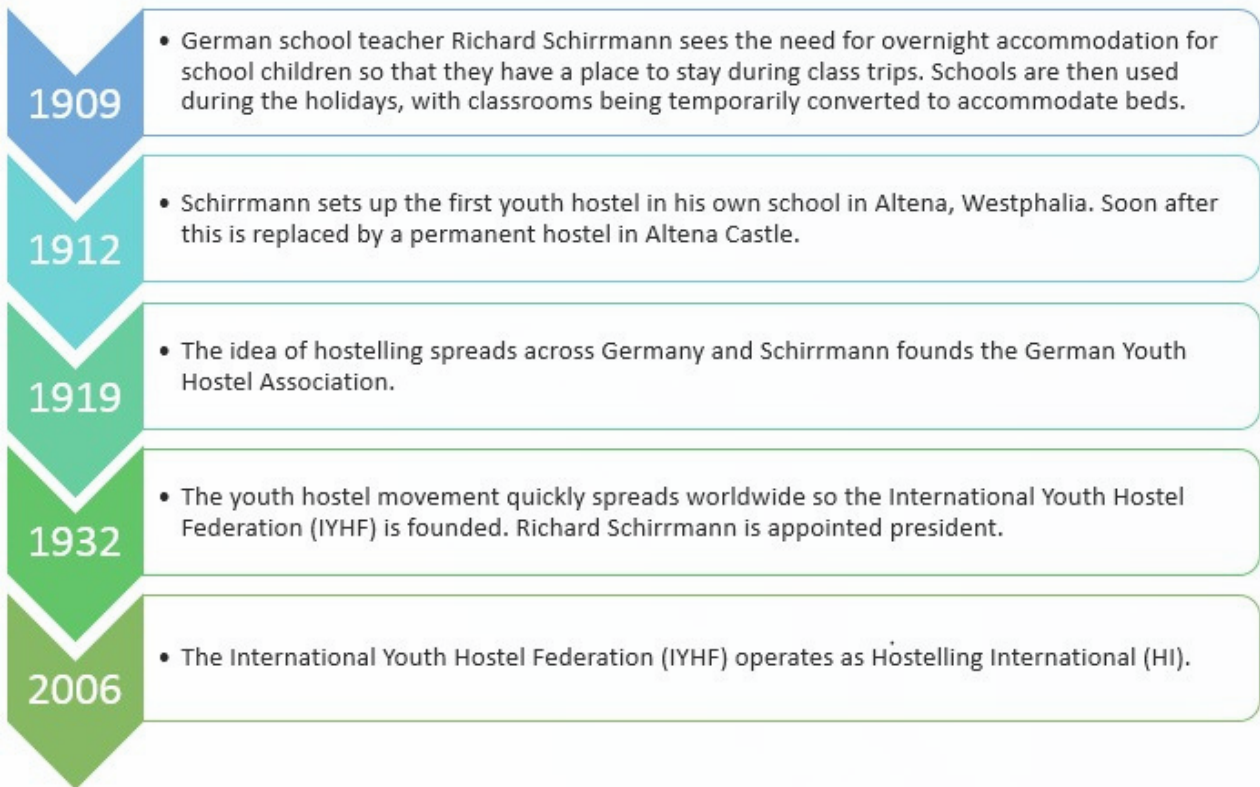 1909
• German school teacher Richard Schirrmann sees the need for overnight accommodation for
school children so that they have a place to stay during class trips. Schools are then used
during the holidays, with classrooms being temporarily converted to accommodate beds.
1912
• Schirrmann sets up the first youth hostel in his own school in Altena, Westphalia. Soon after
this is replaced by a permanent hostel in Altena Castle.
1919
• The idea of hostelling spreads across Germany and Schirrmann founds the German Youth
Hostel Association.
1932
• The youth hostel movement quickly spreads worldwide so the International Youth Hostel
Federation (IYHF) is founded. Richard Schirrmann is appointed president.
2006
• The International Youth Hostel Federation (IYHF) operates as Hostelling International (HI).